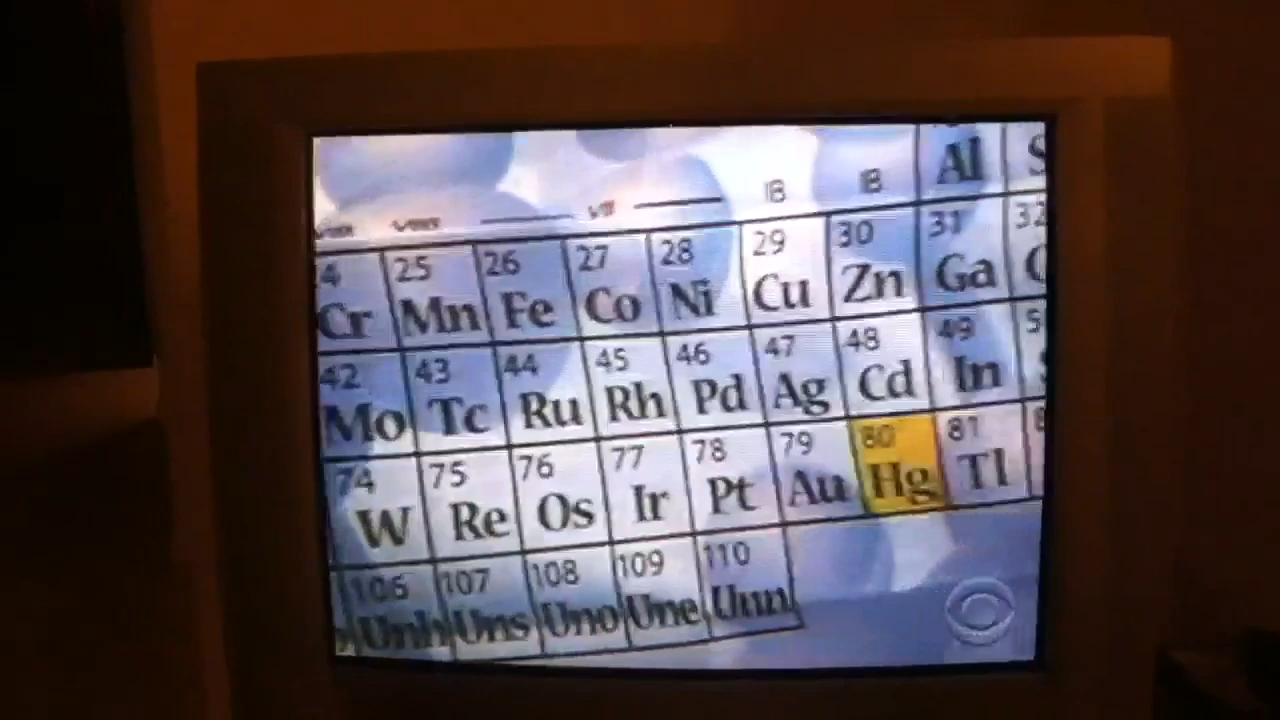 IB IB Al
4 25 26 27 28 29 30 31 32
Cr Mn Fe Co Ni Cu Zn Ga
42 43 44 45 46 47 48 49
Mo Tc Ru Rh Pd Ag Cd In
74 75 76 77 78 79 80 81
W Re Os Ir Pt Au Hg Tl
106 107 108 109 110
Unh Uns Uno Une Uun